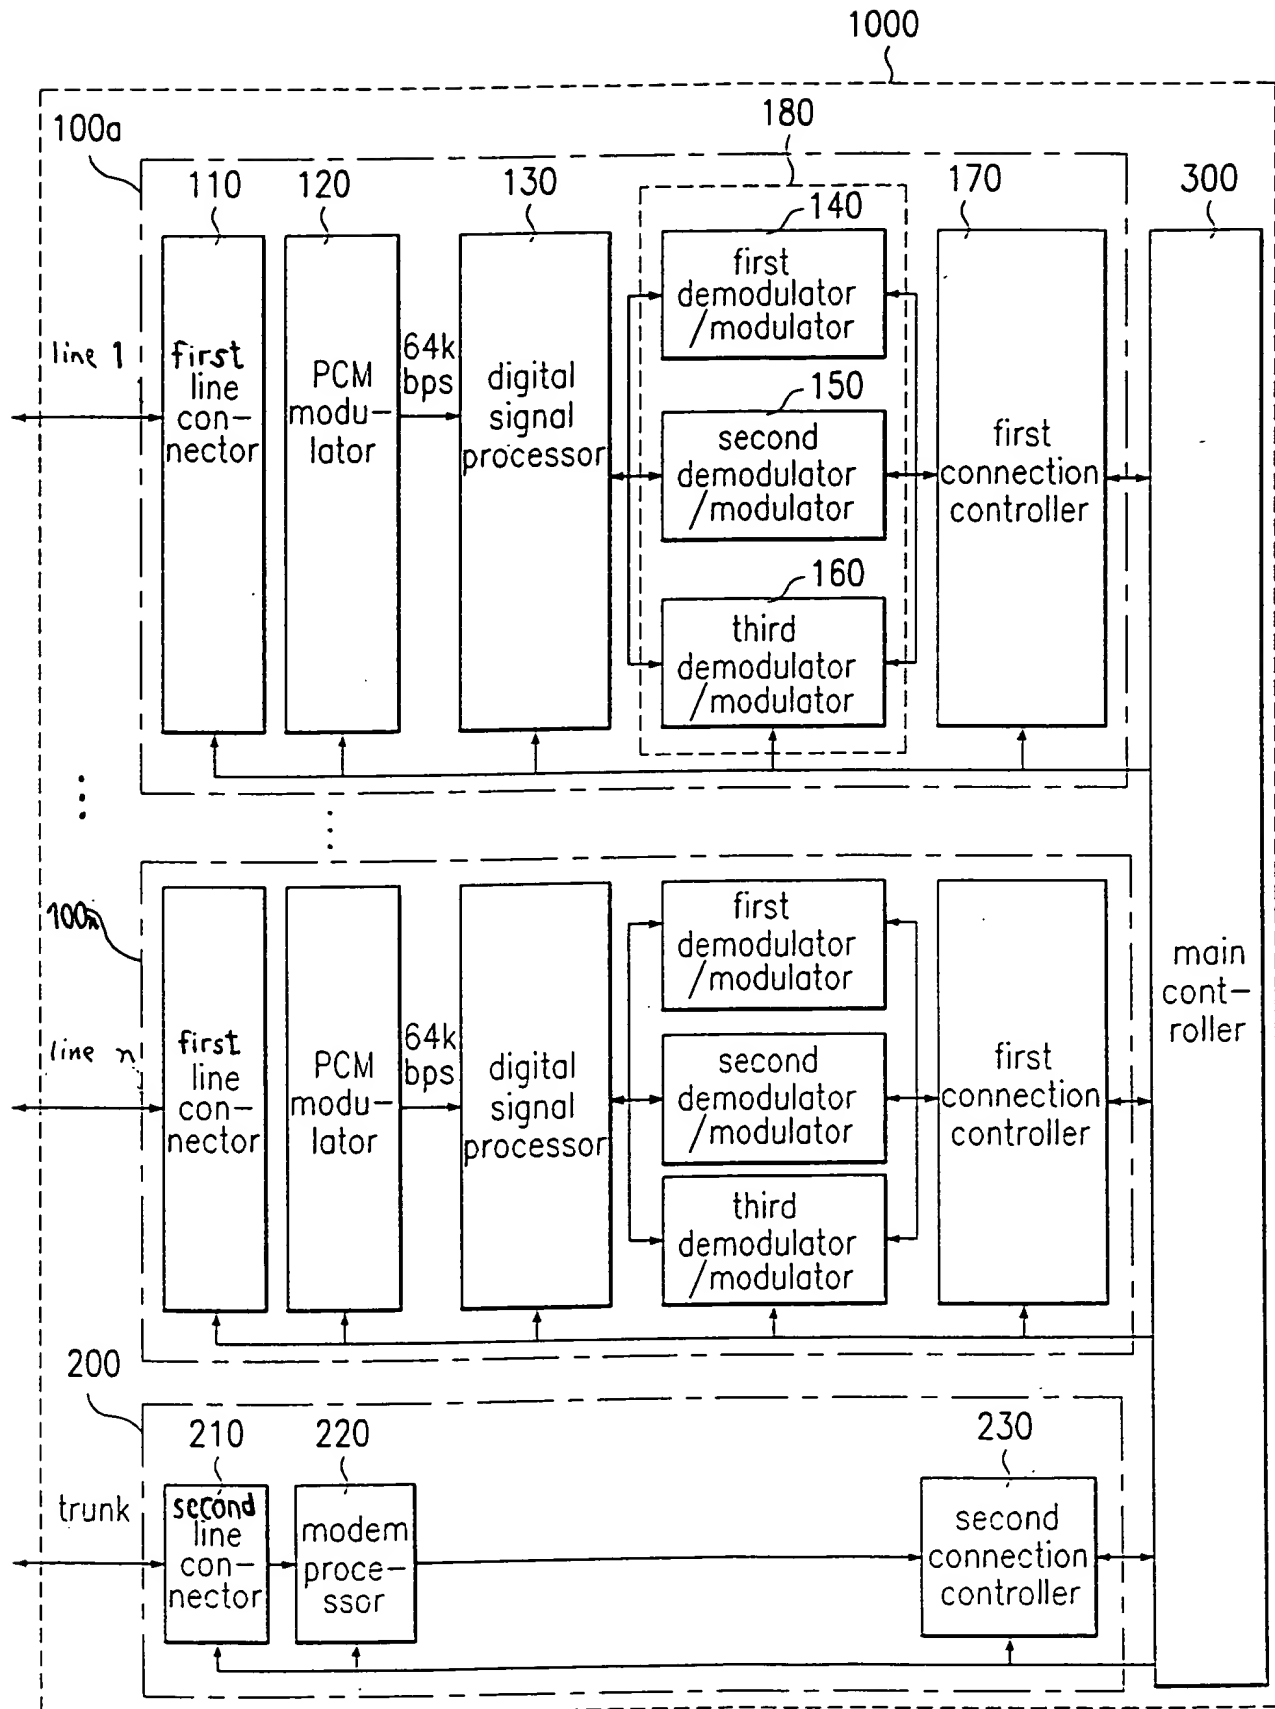 1000
100a
180
110
120
130
140
170
300
first
demodulator
/modulator
line 1
first
line
con-
nector
PCM
modu-
lator
64k
bps
digital
signal
processor
150
second
demodulator
/modulator
first
connection
controller
160
third
demodulator
/modulator
100n
first
demodulator
/modulator
main
cont-
roller
line n
first
line
con-
nector
PCM
modu-
lator
64k
bps
digital
signal
processor
second
demodulator
/modulator
first
connection
controller
third
demodulator
/modulator
200
210
220
230
trunk
second
line
con-
nector
modem
proce-
ssor
second
connection
controller